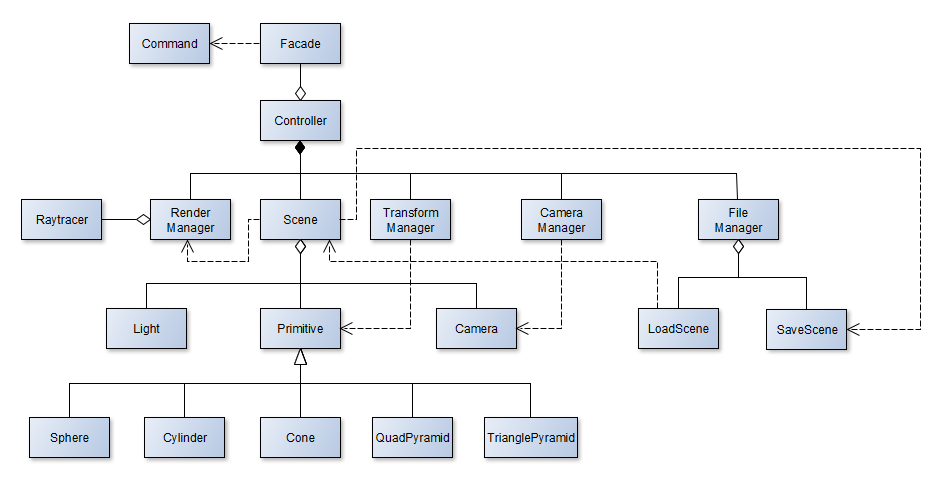 Command
Facade
Controller
Raytracer
Render
Manager
Scene
Transform
Manager
Camera
Manager
File
Manager
Light
Primitive
Camera
LoadScene
SaveScene
Sphere
Cylinder
Cone
QuadPyramid
TrianglePyramid